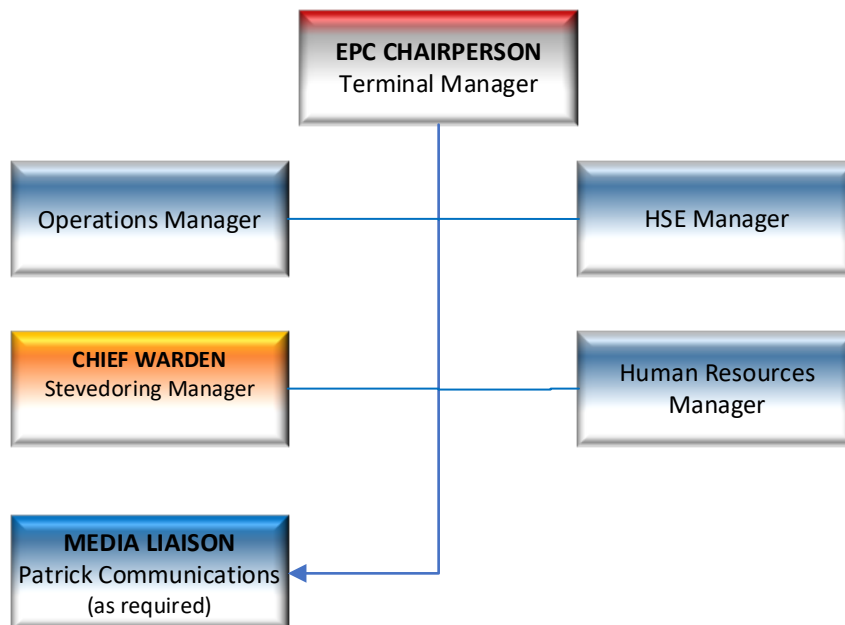 EPC CHAIRPERSON
Terminal Manager
Operations Manager
HSE Manager
CHIEF WARDEN
Stevedoring Manager
Human Resources
Manager
MEDIA LIAISON
Patrick Communications
(as required)